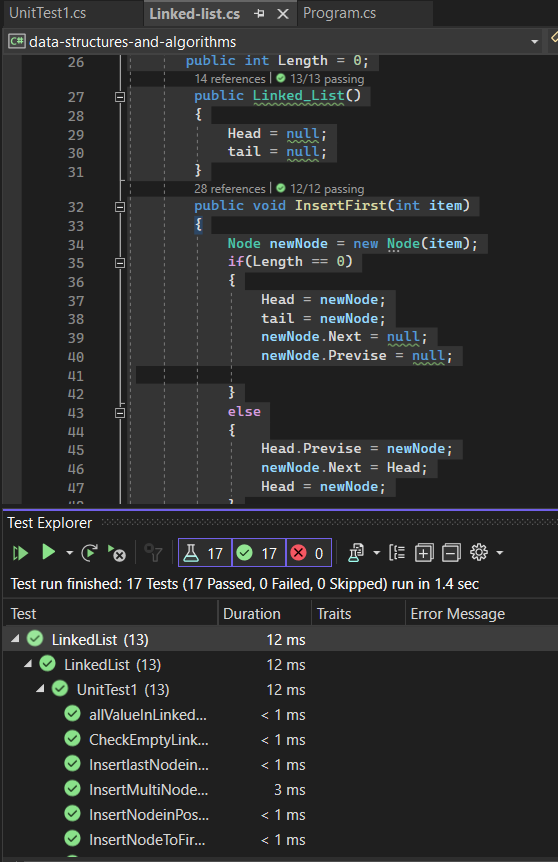 UnitTest1.cs Linked-list.cs Program.cs
C# data-structures-and-algorithms
26 public int Length = 0;
14 references | 13/13 passing
27 public Linked_List()
28 {
29 Head = null;
30 tail = null;
31 }
28 references | 12/12 passing
32 public void InsertFirst(int item)
33 {
34 Node newNode = new Node(item);
35 if(Length == 0)
36 {
37 Head = newNode;
38 tail = newNode;
39 newNode.Next = null;
40 newNode.Previse = null;
41
42 }
43 else
44 {
45 Head.Previse = newNode;
46 newNode.Next = Head;
47 Head = newNode;
Test Explorer
17 17 0
Test run finished: 17 Tests (17 Passed, 0 Failed, 0 Skipped) run in 1.4 sec
Test Duration Traits Error Message
LinkedList (13) 12 ms
LinkedList (13) 12 ms
UnitTest1 (13) 12 ms
allValueInLinked... < 1 ms
CheckEmptyLink... < 1 ms
InsertlastNodein... < 1 ms
InsertMultiNode... 3 ms
InsertNodeinPos... < 1 ms
InsertNodeToFir... < 1 ms